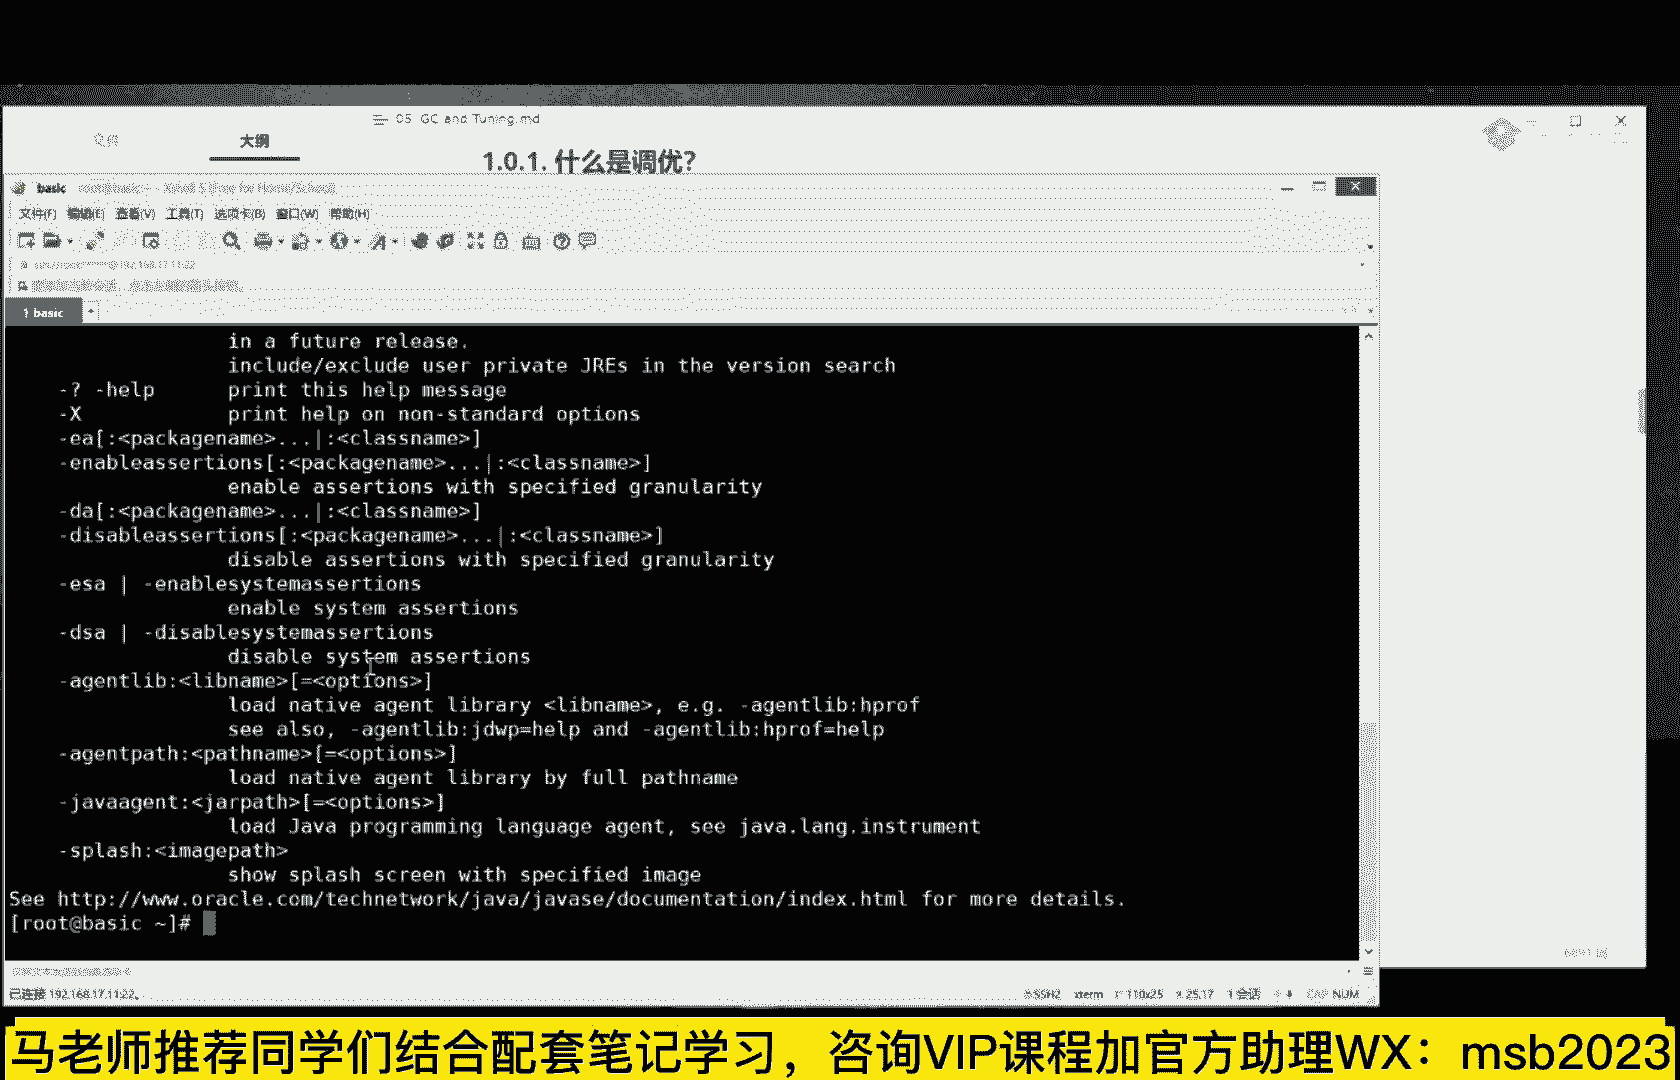 05 GC and Tuning.md
大纲
1.0.1. 什么是调优?
basic
文件(F) 编辑(E) 查看(V) 工具(T) 选项卡(B) 窗口(W) 帮助(H)
1 basic
in a future release.
include/exclude user private JREs in the version search
-? -help print this help message
-X print help on non-standard options
-ea[:<packagename>...|:<classname>]
-enableassertions[:<packagename>...|:<classname>]
enable assertions with specified granularity
-da[:<packagename>...|:<classname>]
-disableassertions[:<packagename>...|:<classname>]
disable assertions with specified granularity
-esa | -enablesystemassertions
enable system assertions
-dsa | -disablesystemassertions
disable system assertions
-agentlib:<libname>[=<options>]
load native agent library <libname>, e.g. -agentlib:hprof
see also, -agentlib:jdwp=help and -agentlib:hprof=help
-agentpath:<pathname>[=<options>]
load native agent library by full pathname
-javaagent:<jarpath>[=<options>]
load Java programming language agent, see java.lang.instrument
-splash:<imagepath>
show splash screen with specified image
See http://www.oracle.com/technetwork/java/javase/documentation/index.html for more details.
[root@basic ~]#
已连接 192.168.17.11:22。
SSH2 xterm 110x25 25,17 1 会话 CAP NUM
马老师推荐同学们结合配套笔记学习，咨询VIP课程加官方助理WX：msb2023